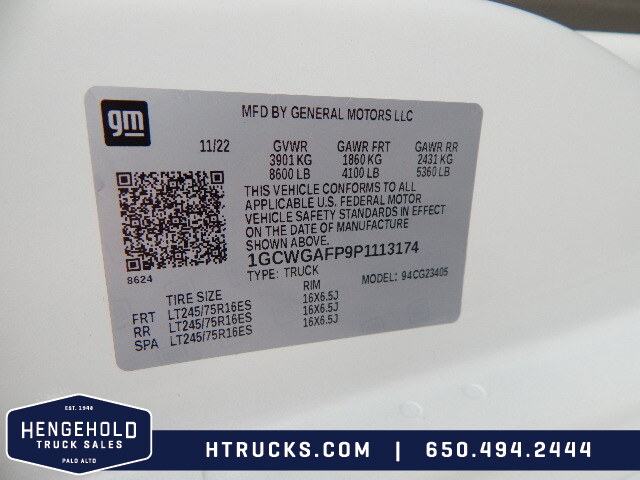 gm
MFD BY GENERAL MOTORS LLC
11/22 GVWR GAWR FRT GAWR RR
3901 KG 1860 KG 2431 KG
8600 LB 4100 LB 5360 LB
THIS VEHICLE CONFORMS TO ALL
APPLICABLE U.S. FEDERAL MOTOR
VEHICLE SAFETY STANDARDS IN EFFECT
ON THE DATE OF MANUFACTURE
SHOWN ABOVE.
1GCWGAFP9P1113174
8624 TYPE: TRUCK MODEL: 94CG23405
TIRE SIZE RIM
FRT LT245/75R16ES 16X6.5J
RR LT245/75R16ES 16X6.5J
SPA LT245/75R16ES 16X6.5J
EST. 1948
HENGEHOLD
TRUCK SALES
PALO ALTO
HTRUCKS.COM | 650.494.2444